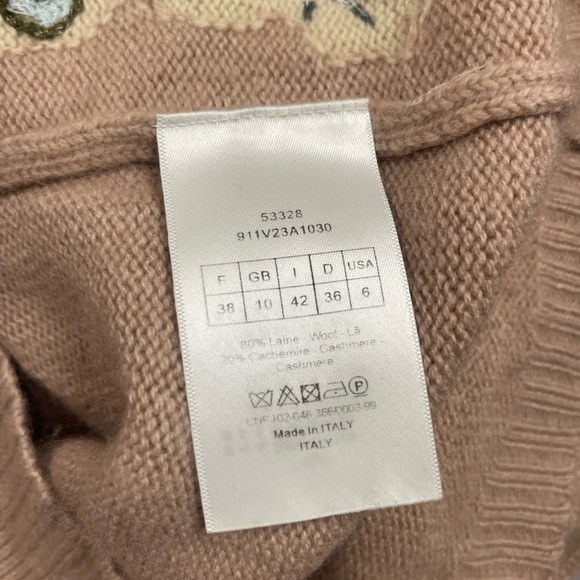 53328
911V23A1030
F GB I D USA
38 10 42 36 6
80% Laine - Wool - Lã
20% Cachemire - Cashmere -
Cashmere
Made in ITALY
ITALY